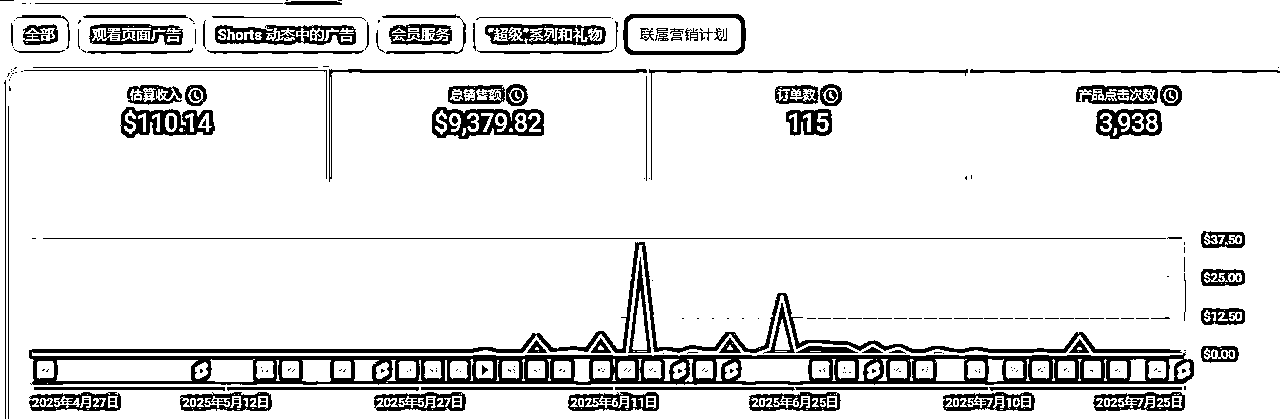 全部 观看页面广告 Shorts 动态中的广告 会员服务 “超级”系列和礼物 联属营销计划
估算收入 总销售额 订单数 产品点击次数
$110.14 $9,379.82 115 3,938
$37.50
$25.00
$12.50
$0.00
2025年4月27日 2025年5月12日 2025年5月27日 2025年6月11日 2025年6月25日 2025年7月10日 2025年7月25日